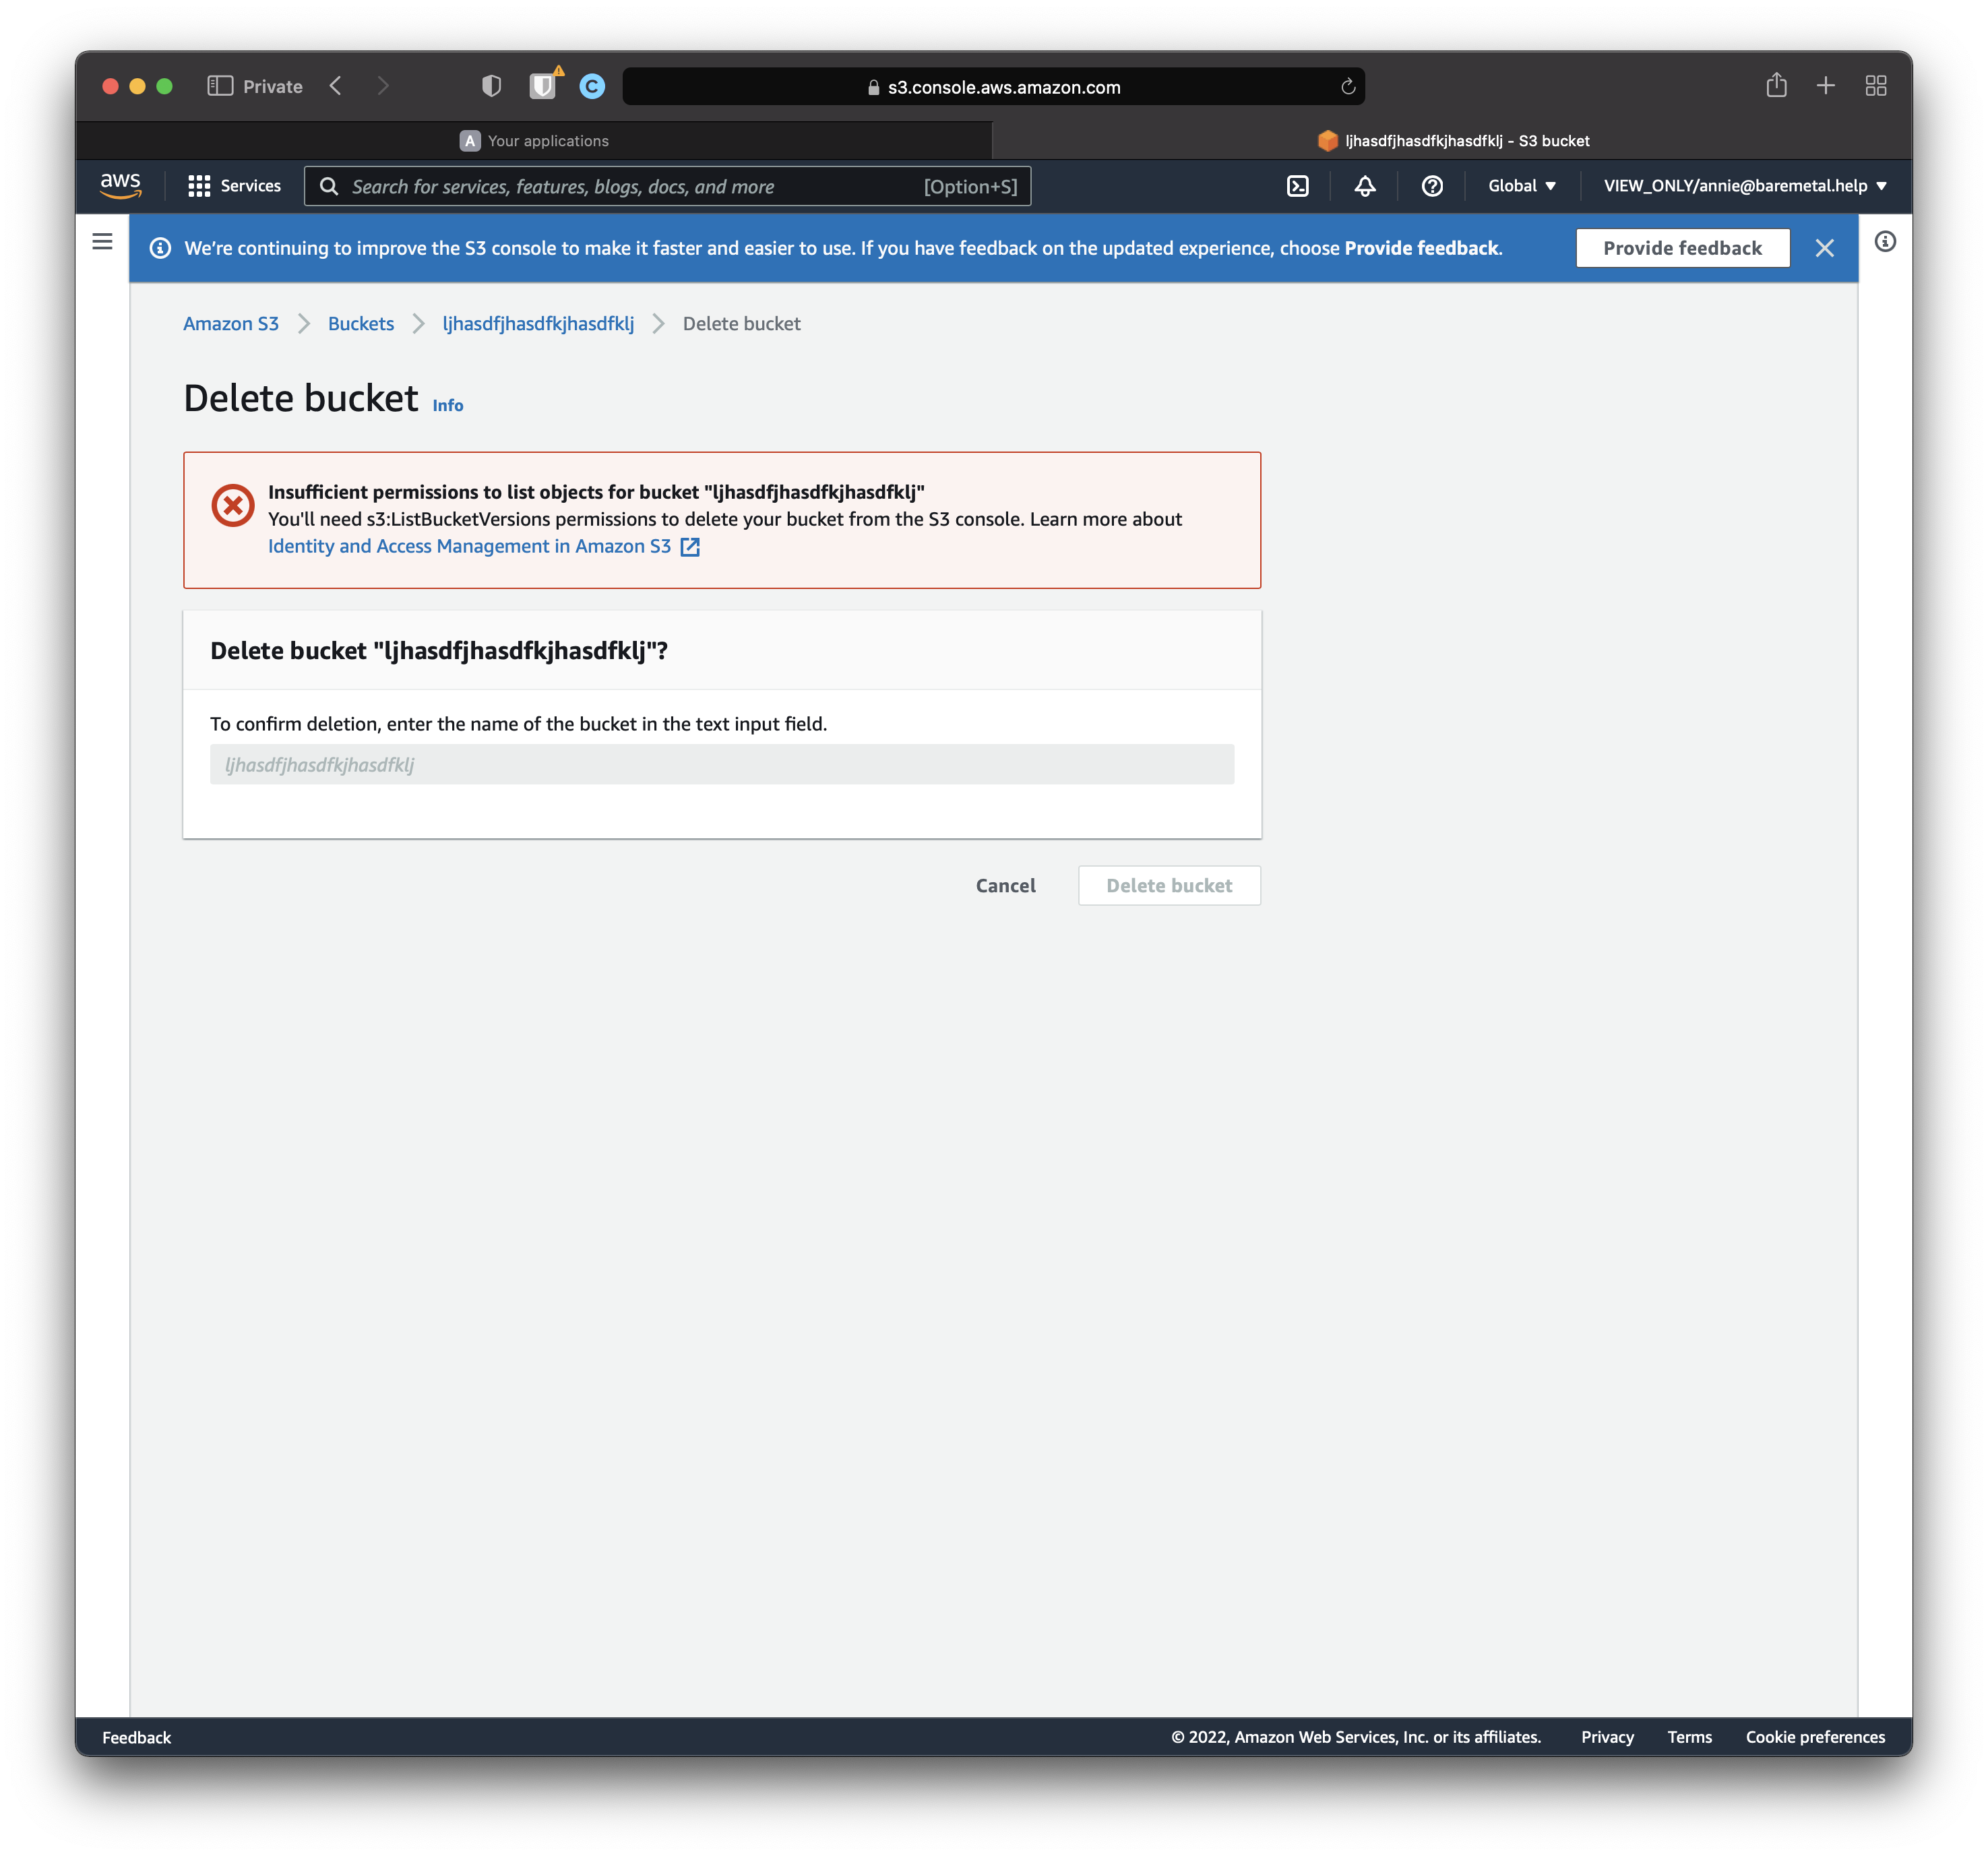 Private
C
s3.console.aws.amazon.com
A Your applications
ljhasdfjhasdfkjhasdfklj - S3 bucket
aws
Services
Search for services, features, blogs, docs, and more
[Option+S]
Global
VIEW_ONLY/annie@baremetal.help
We’re continuing to improve the S3 console to make it faster and easier to use. If you have feedback on the updated experience, choose Provide feedback.
Provide feedback
Amazon S3
Buckets
ljhasdfjhasdfkjhasdfklj
Delete bucket
Delete bucket
Info
Insufficient permissions to list objects for bucket "ljhasdfjhasdfkjhasdfklj"
You'll need s3:ListBucketVersions permissions to delete your bucket from the S3 console. Learn more about
Identity and Access Management in Amazon S3
Delete bucket "ljhasdfjhasdfkjhasdfklj"?
To confirm deletion, enter the name of the bucket in the text input field.
ljhasdfjhasdfkjhasdfklj
Cancel
Delete bucket
Feedback
© 2022, Amazon Web Services, Inc. or its affiliates.
Privacy
Terms
Cookie preferences